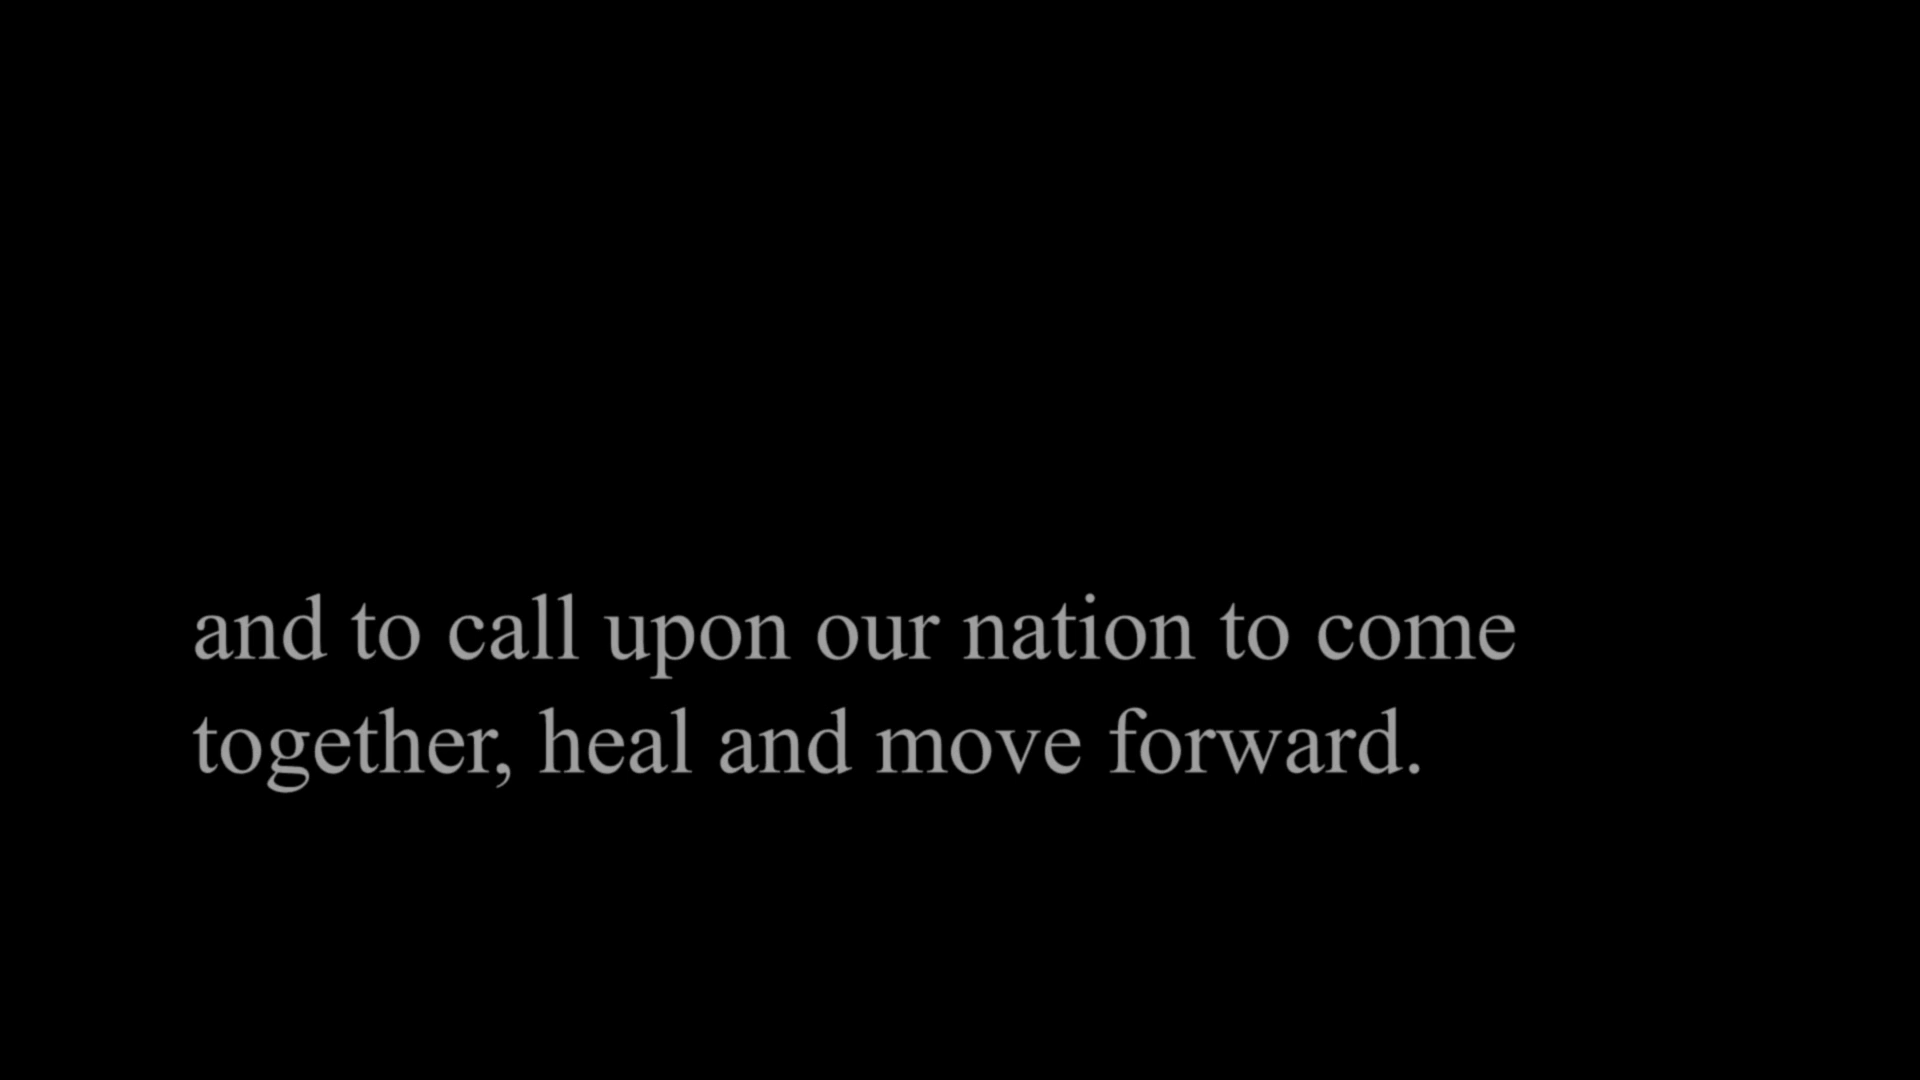 and to call upon our nation to come
together, heal and move forward.